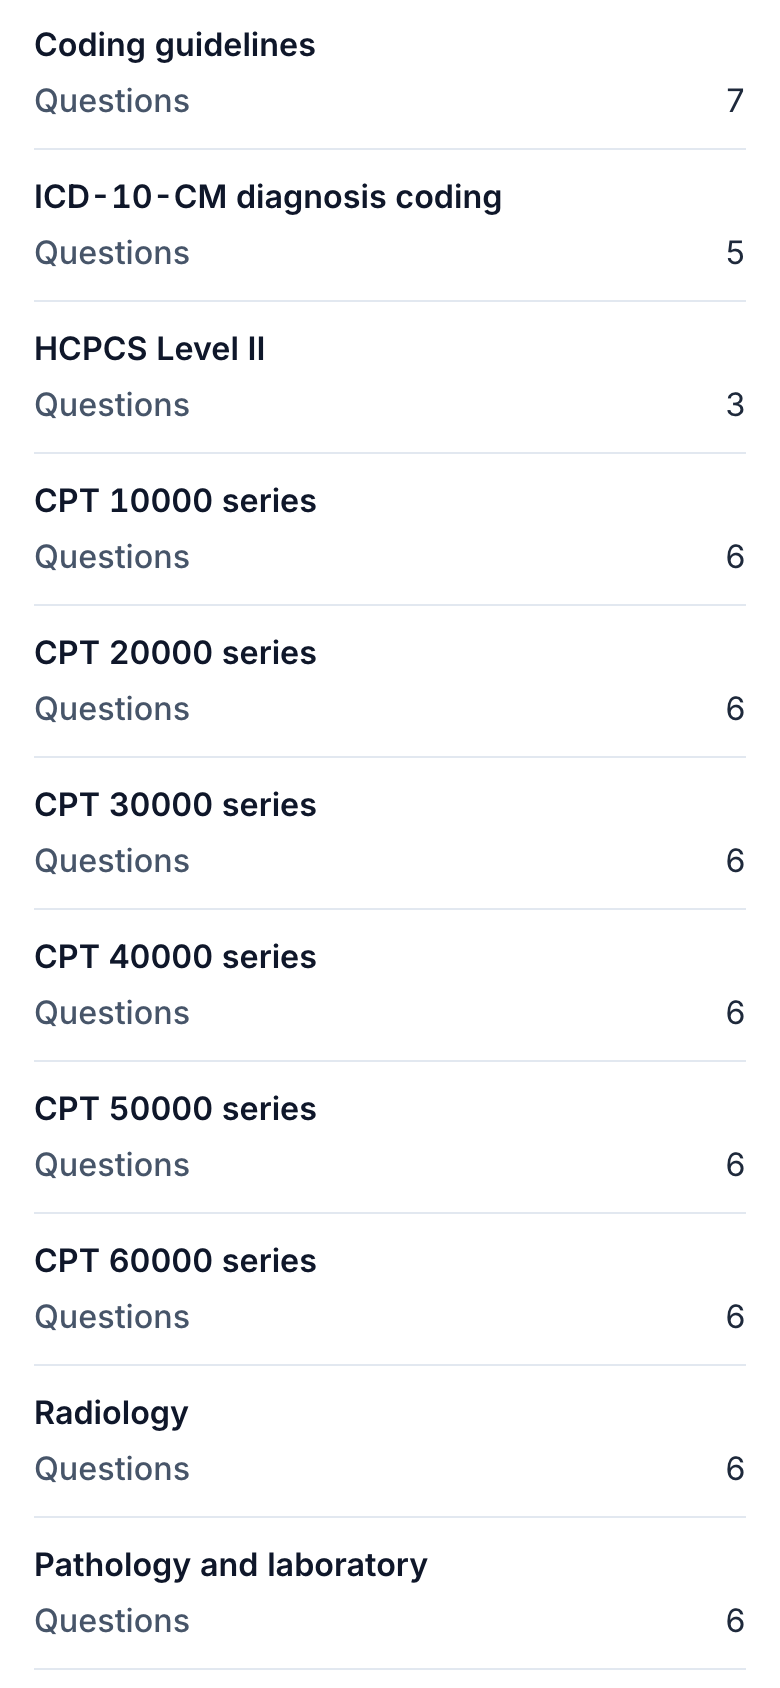 Coding guidelines
Questions 7
ICD-10-CM diagnosis coding
Questions 5
HCPCS Level II
Questions 3
CPT 10000 series
Questions 6
CPT 20000 series
Questions 6
CPT 30000 series
Questions 6
CPT 40000 series
Questions 6
CPT 50000 series
Questions 6
CPT 60000 series
Questions 6
Radiology
Questions 6
Pathology and laboratory
Questions 6